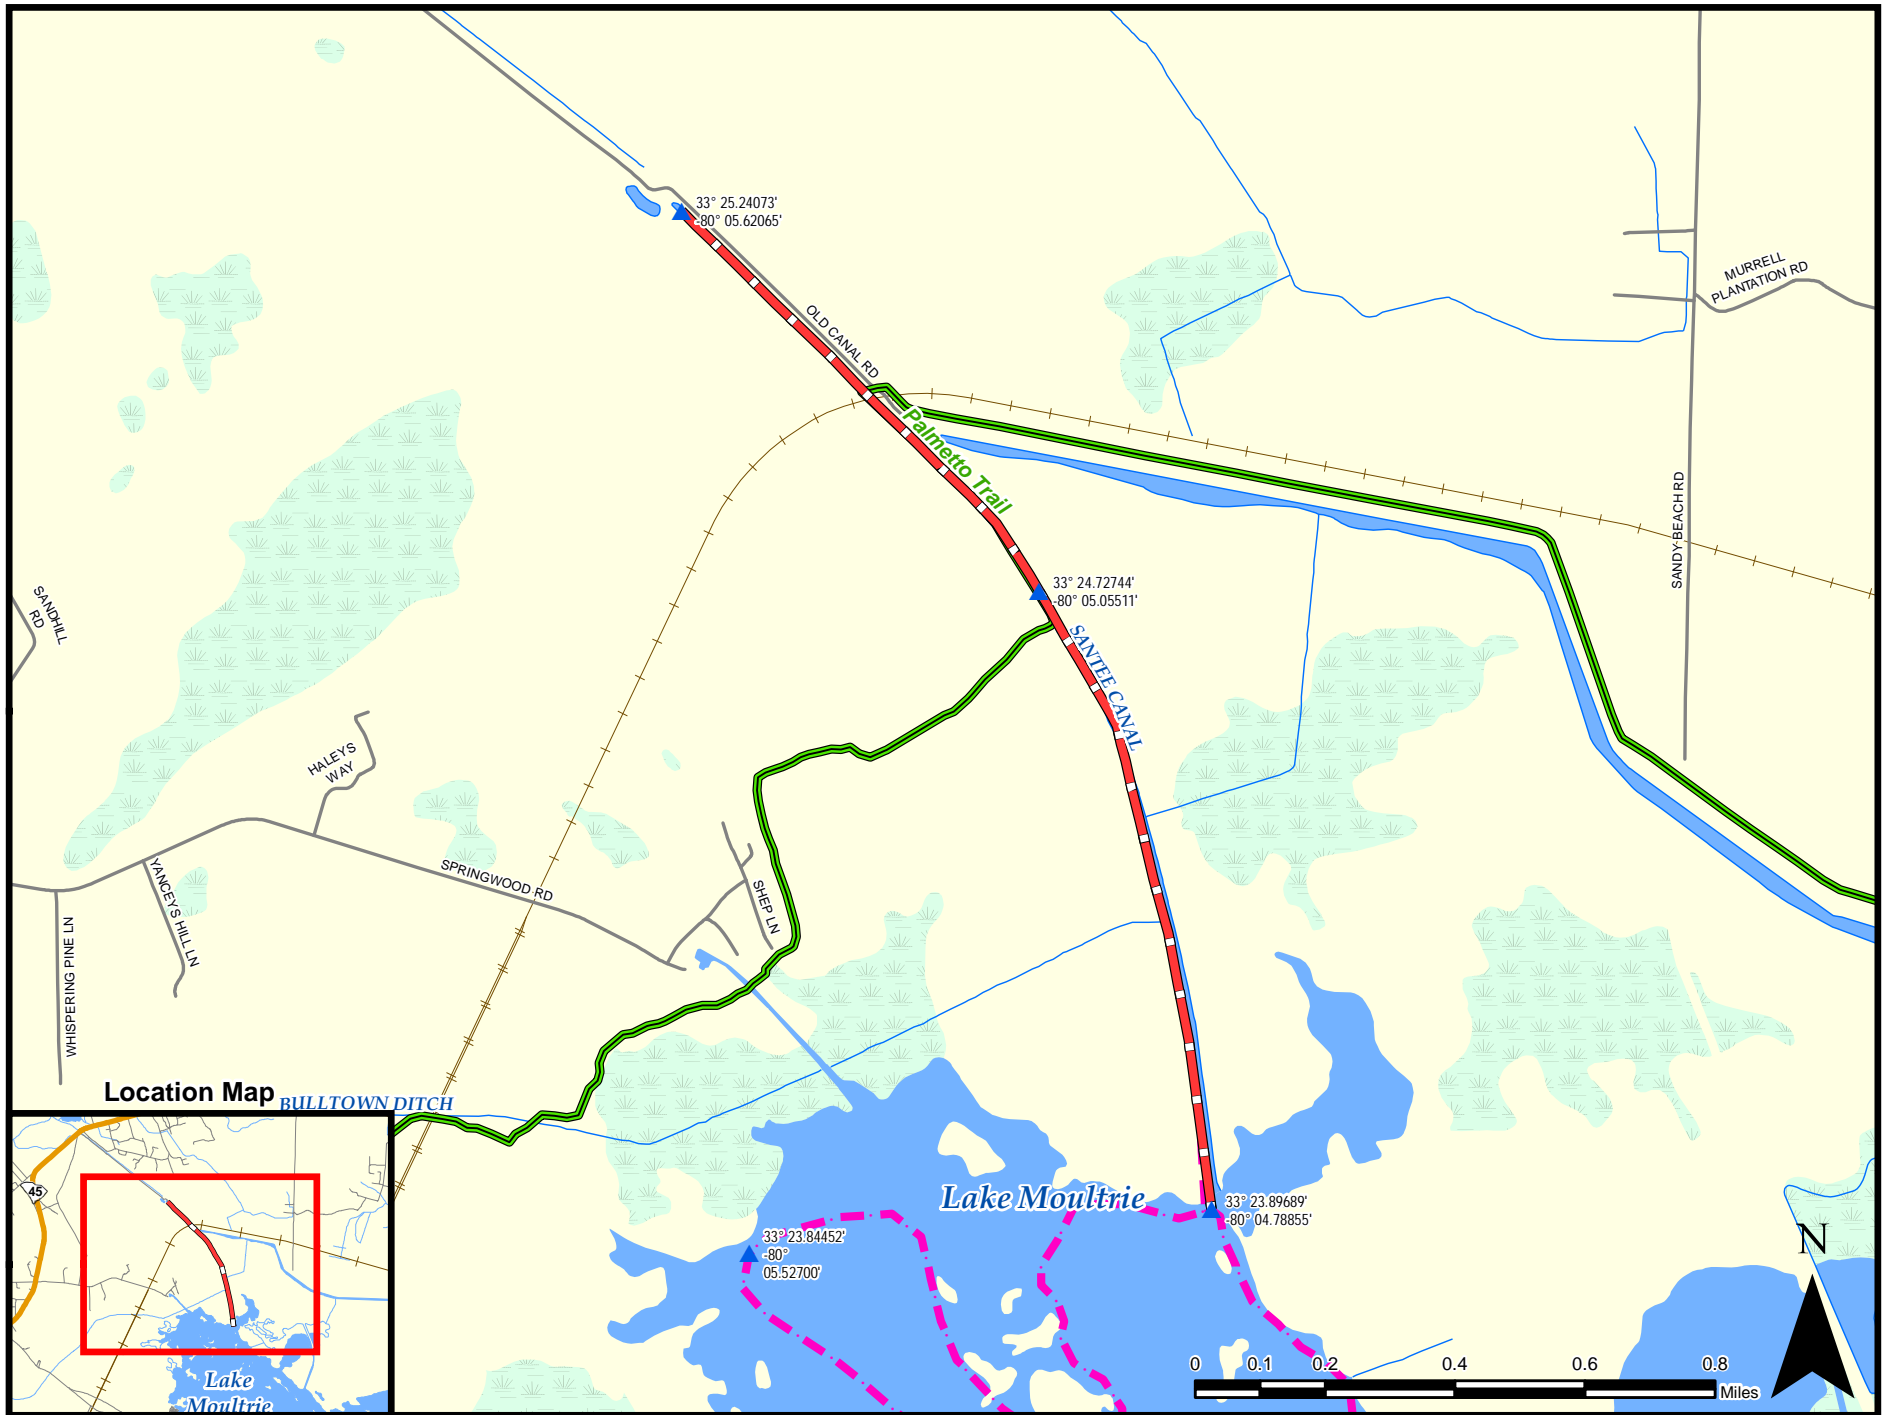 33° 25.24073'
-80° 05.62065'
OLD CANAL RD
MURRELL
PLANTATION RD
Palmetto Trail
SANDY BEACH RD
33° 24.72744'
-80° 05.05511'
SANTEE CANAL
SANDHILL
RD
HALEYS
WAY
SPRINGWOOD RD
SHEP LN
YANCEYS HILL LN
WHISPERING PINE LN
Location Map
BULLTOWN DITCH
45
Lake
Moultrie
Lake Moultrie
33° 23.89689'
-80° 04.78855'
33° 23.84452'
-80°
05.52700'
N
0 0.1 0.2 0.4 0.6 0.8
Miles